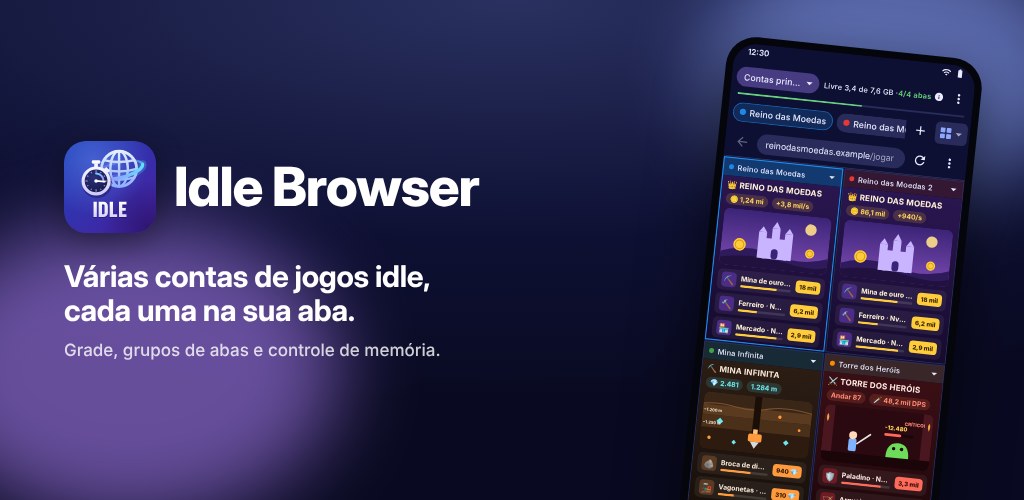 IDLE
Idle Browser
Várias contas de jogos idle,
cada uma na sua aba.
Grade, grupos de abas e controle de memória.
12:30
Contas prin...
Livre 3,4 de 7,6 GB · 4/4 abas
Reino das Moedas
Reino das M
reinodasmoedas.example/jogar
Reino das Moedas
REINO DAS MOEDAS
1,24 mi
+3,8 mil/s
Mina de ouro ...
18 mil
Ferreiro · N...
6,2 mil
Mercado · N...
2,9 mil
Reino das Moedas 2
REINO DAS MOEDAS
86,1 mil
+940/s
Mina de ouro ...
18 mil
Ferreiro · Nv...
6,2 mil
Mercado · N...
2,9 mil
Mina Infinita
MINA INFINITA
2.481
1.284 m
Broca de di...
940
Vagonetas · ...
310
Torre dos Heróis
TORRE DOS HERÓIS
Andar 87
48,2 mil DPS
CRÍTICO!
-12.480
Paladino · N...
3,3 mil